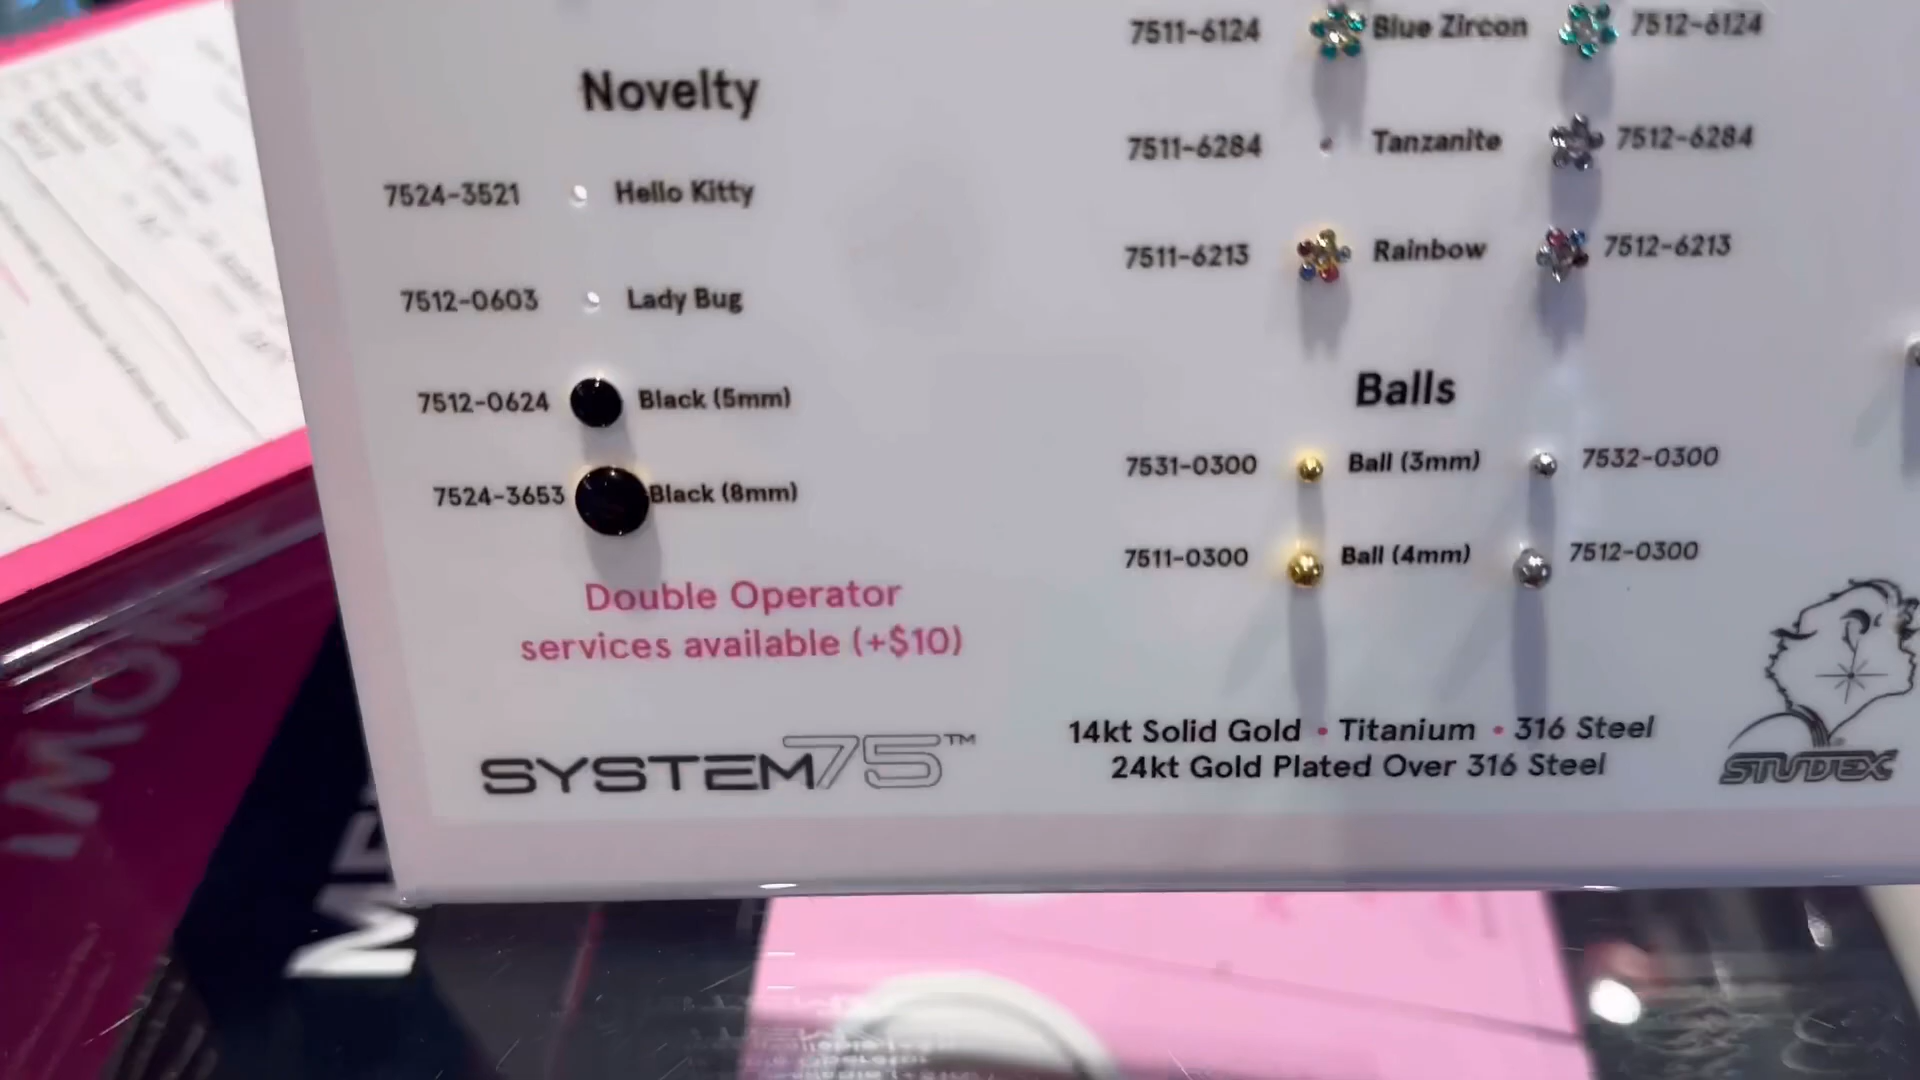 Novelty
7524-3521 Hello Kitty
7512-0603 Lady Bug
7512-0624 Black (5mm)
7524-3653 Black (8mm)
Double Operator
services available (+$10)
SYSTEM75™
7511-6124 Blue Zircon 7512-6124
7511-6284 Tanzanite 7512-6284
7511-6213 Rainbow 7512-6213
Balls
7531-0300 Ball (3mm) 7532-0300
7511-0300 Ball (4mm) 7512-0300
14kt Solid Gold • Titanium • 316 Steel
24kt Gold Plated Over 316 Steel
STUDEX